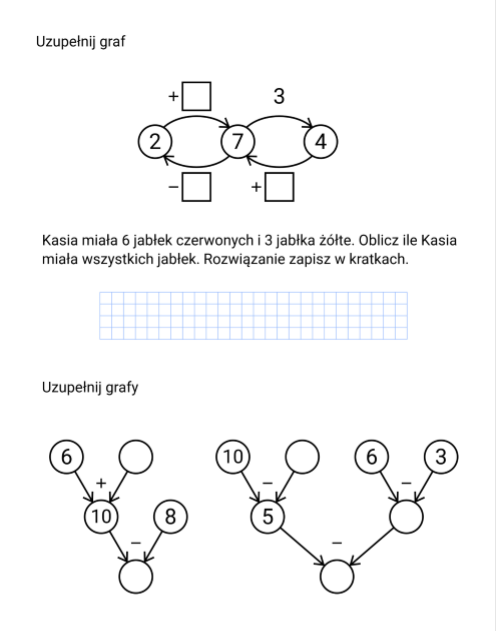 Uzupełnij graf
+ 3
2 7 4
− +
Kasia miała 6 jabłek czerwonych i 3 jabłka żółte. Oblicz ile Kasia
miała wszystkich jabłek. Rozwiązanie zapisz w kratkach.
Uzupełnij grafy
6 10 6 3
+ − −
10 8 5
− −